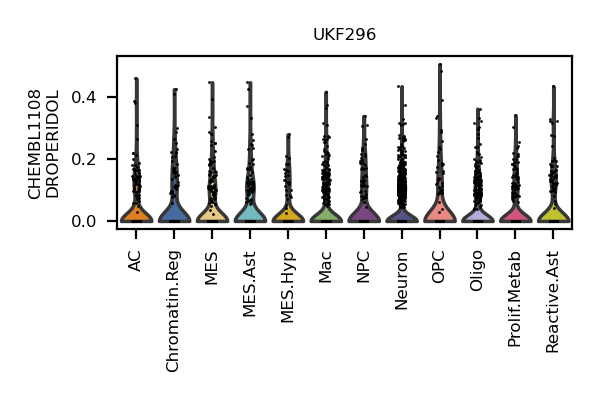 UKF296
CHEMBL1108
DROPERIDOL
0.4
0.2
0.0
AC
Chromatin.Reg
MES
MES.Ast
MES.Hyp
Mac
NPC
Neuron
OPC
Oligo
Prolif.Metab
Reactive.Ast